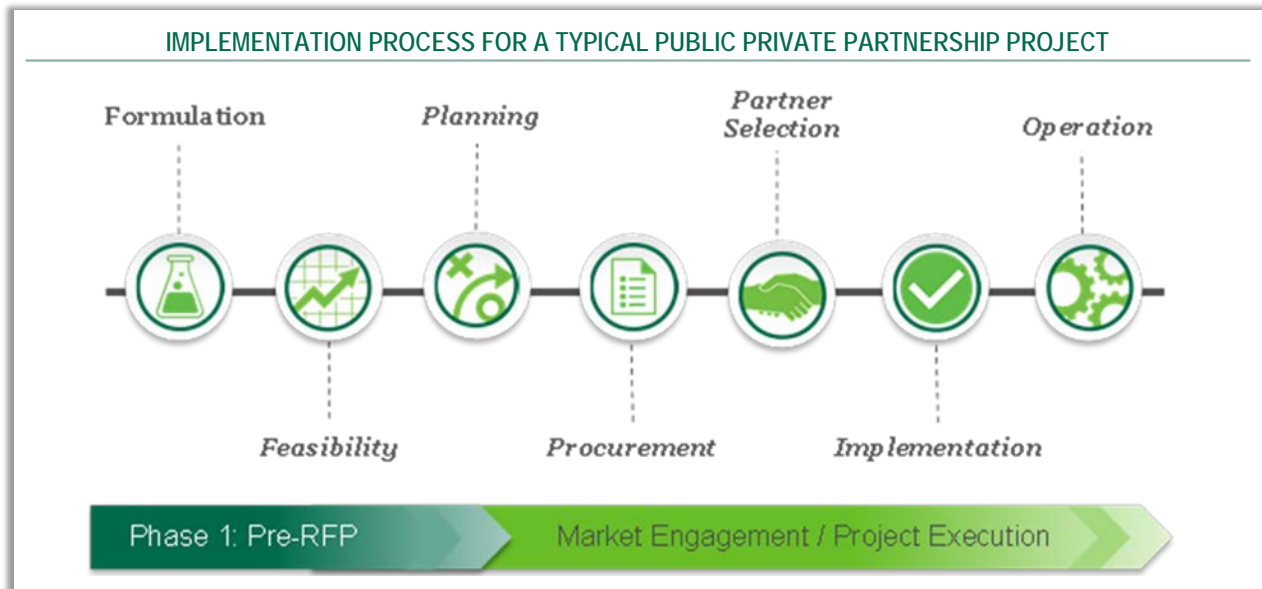 IMPLEMENTATION PROCESS FOR A TYPICAL PUBLIC PRIVATE PARTNERSHIP PROJECT
Formulation
Planning
Partner
Selection
Operation
Feasibility
Procurement
Implementation
Phase 1: Pre-RFP
Market Engagement / Project Execution